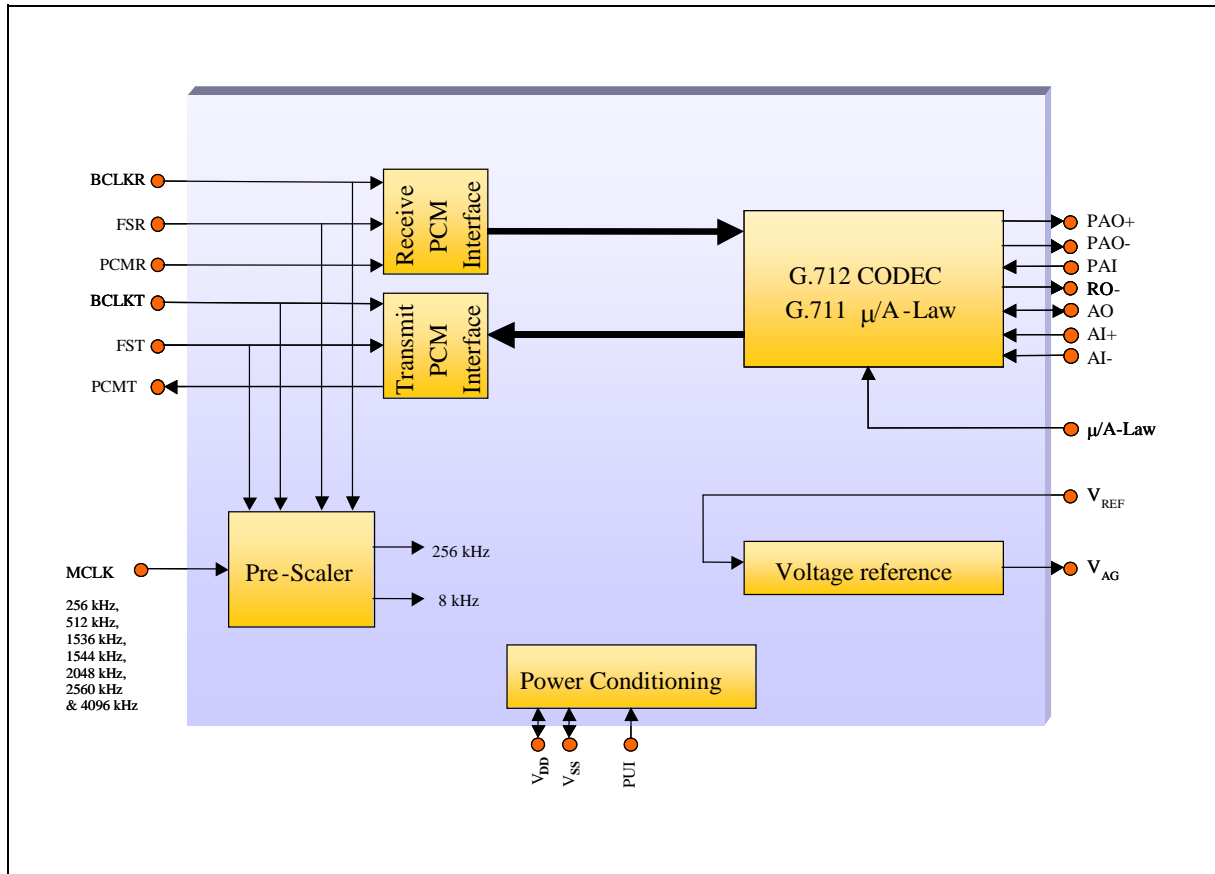 BCLKR
FSR
PCMR
BCLKT
FST
PCMT
Receive
PCM
Interface
Transmit
PCM
Interface
G.712 CODEC
G.711 μ/A-Law
PAO+
PAO-
PAI
RO-
AO
AI+
AI-
μ/A-Law
VREF
Voltage reference
VAG
MCLK
256 kHz,
512 kHz,
1536 kHz,
1544 kHz,
2048 kHz,
2560 kHz
& 4096 kHz
Pre-Scaler
256 kHz
8 kHz
Power Conditioning
VDD
VSS
PUI